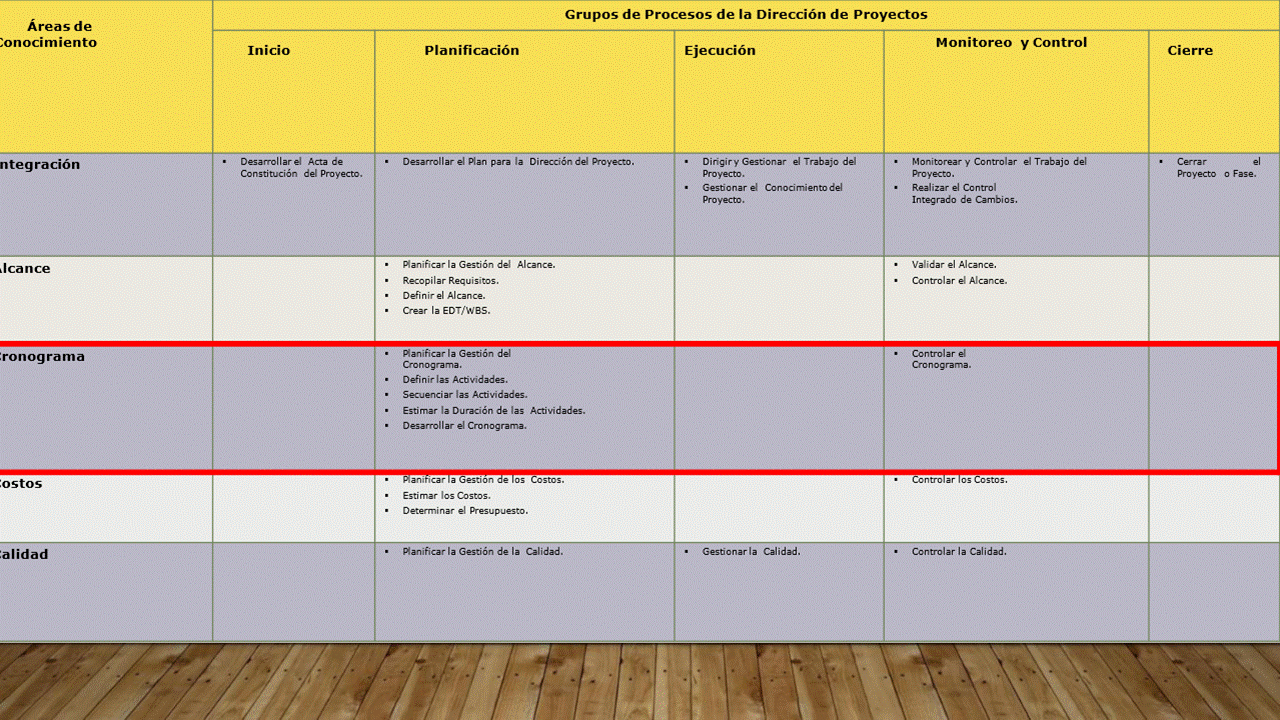 Grupos de Procesos de la Dirección de Proyectos
Áreas de
Conocimiento
Inicio
Planificación
Ejecución
Monitoreo y Control
Cierre
Integración
Desarrollar el Acta de
Constitución del Proyecto.
Desarrollar el Plan para la Dirección del Proyecto.
Dirigir y Gestionar el Trabajo del
Proyecto.
Gestionar el Conocimiento del
Proyecto.
Monitorear y Controlar el Trabajo del
Proyecto.
Realizar el Control
Integrado de Cambios.
Cerrar el
Proyecto o Fase.
Alcance
Planificar la Gestión del Alcance.
Recopilar Requisitos.
Definir el Alcance.
Crear la EDT/WBS.
Validar el Alcance.
Controlar el Alcance.
Cronograma
Planificar la Gestión del
Cronograma.
Definir las Actividades.
Secuenciar las Actividades.
Estimar la Duración de las Actividades.
Desarrollar el Cronograma.
Controlar el
Cronograma.
Costos
Planificar la Gestión de los Costos.
Estimar los Costos.
Determinar el Presupuesto.
Controlar los Costos.
Calidad
Planificar la Gestión de la Calidad.
Gestionar la Calidad.
Controlar la Calidad.